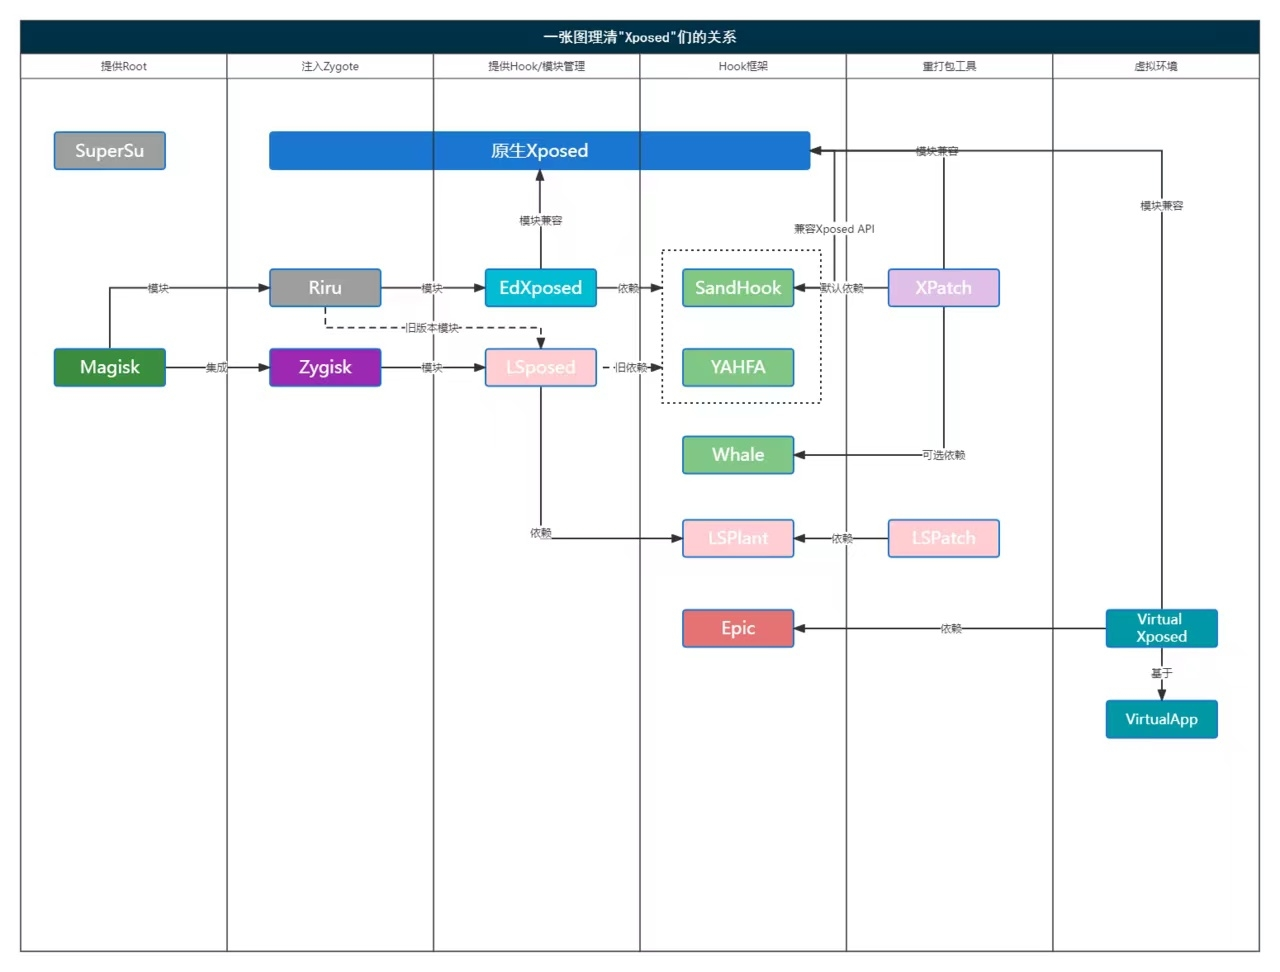 一张图理清"Xposed"们的关系
提供Root
注入Zygote
提供Hook/模块管理
Hook框架
重打包工具
虚拟环境
SuperSu
原生Xposed
模块兼容
模块兼容
模块兼容
兼容Xposed API
模块
Riru
模块
EdXposed
依赖
SandHook
默认依赖
XPatch
旧版本模块
Magisk
集成
Zygisk
模块
LSposed
旧依赖
YAHFA
Whale
可选依赖
依赖
LSPlant
依赖
LSPatch
Epic
依赖
Virtual
Xposed
基于
VirtualApp